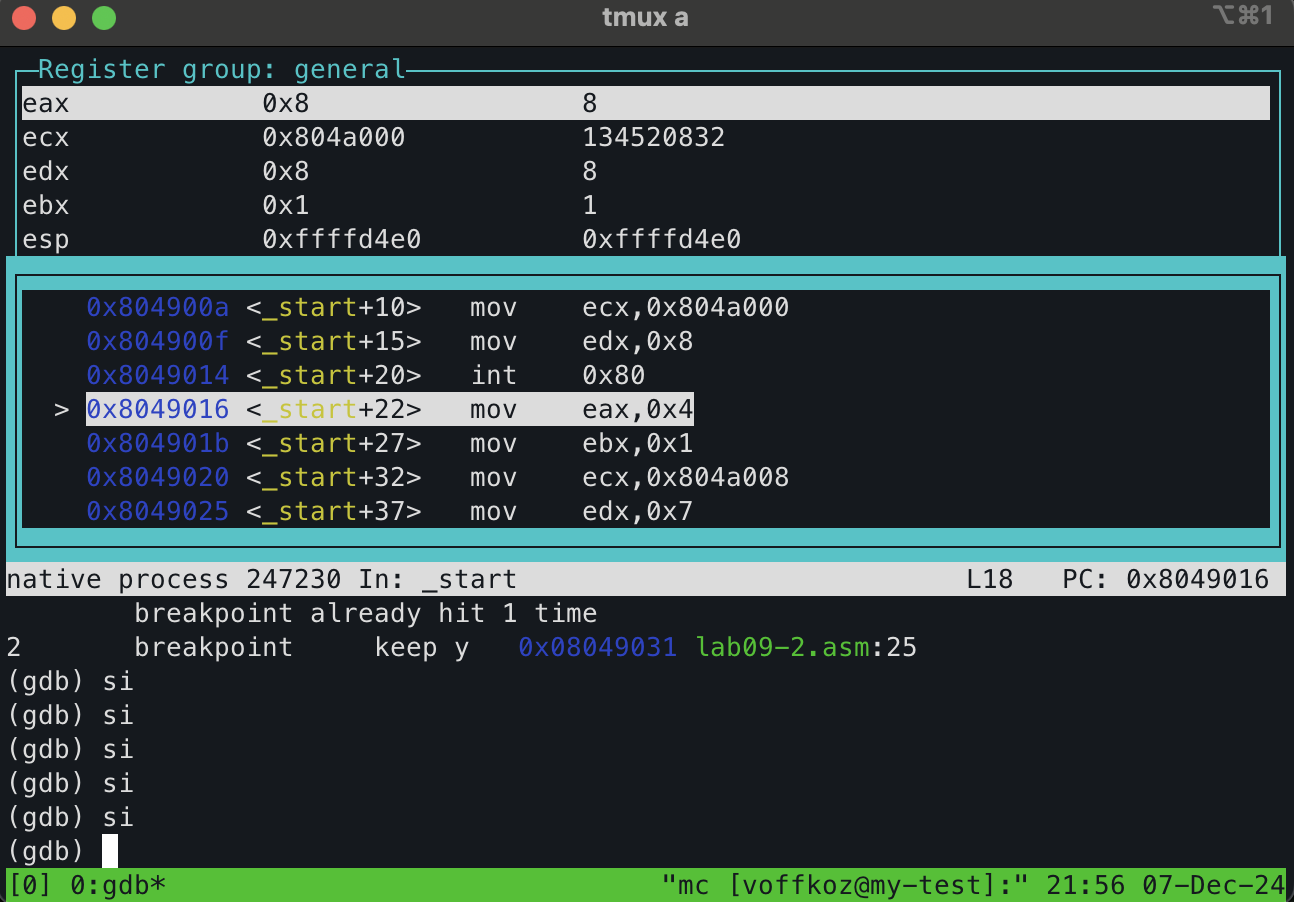 tmux a
⌥⌘1
Register group: general
eax 0x8 8
ecx 0x804a000 134520832
edx 0x8 8
ebx 0x1 1
esp 0xffffd4e0 0xffffd4e0
0x804900a <_start+10> mov ecx,0x804a000
0x804900f <_start+15> mov edx,0x8
0x8049014 <_start+20> int 0x80
> 0x8049016 <_start+22> mov eax,0x4
0x804901b <_start+27> mov ebx,0x1
0x8049020 <_start+32> mov ecx,0x804a008
0x8049025 <_start+37> mov edx,0x7
native process 247230 In: _start L18 PC: 0x8049016
breakpoint already hit 1 time
2 breakpoint keep y 0x08049031 lab09-2.asm:25
(gdb) si
(gdb) si
(gdb) si
(gdb) si
(gdb) si
(gdb)
[0] 0:gdb* "mc [voffkoz@my-test]:" 21:56 07-Dec-24